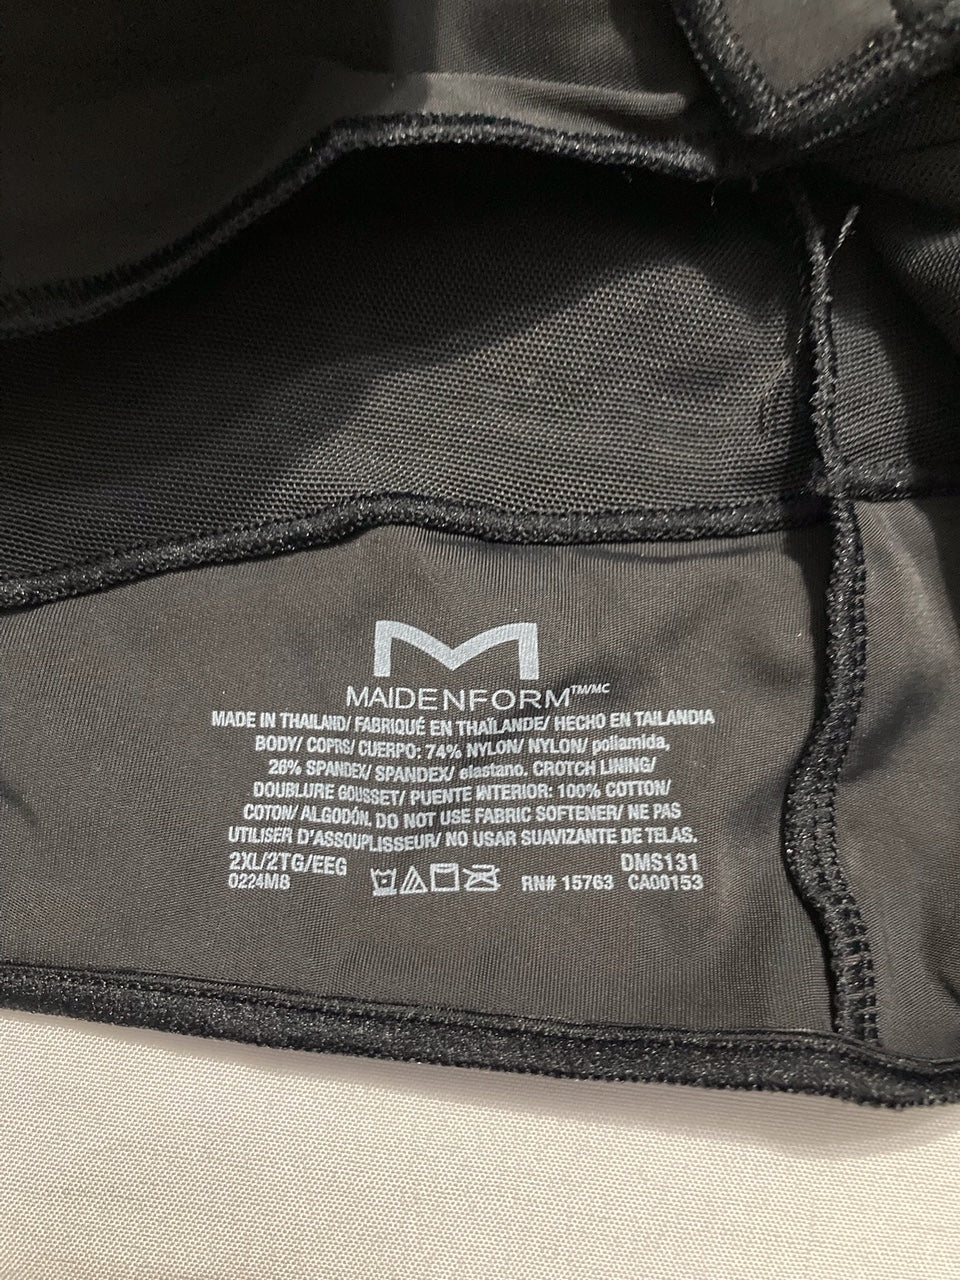 MAIDENFORM™/MC
MADE IN THAILAND/ FABRIQUÉ EN THAÏLANDE/ HECHO EN TAILANDIA
BODY/ COPRS/ CUERPO: 74% NYLON/ NYLON/ poliamida,
26% SPANDEX/ SPANDEX/ elastano. CROTCH LINING/
DOUBLURE GOUSSET/ PUENTE INTERIOR: 100% COTTON/
COTON/ ALGODÓN. DO NOT USE FABRIC SOFTENER/ NE PAS
UTILISER D'ASSOUPLISSEUR/ NO USAR SUAVIZANTE DE TELAS.
2XL/2TG/EEG DMS131
0224M8 RN# 15763 CA00153